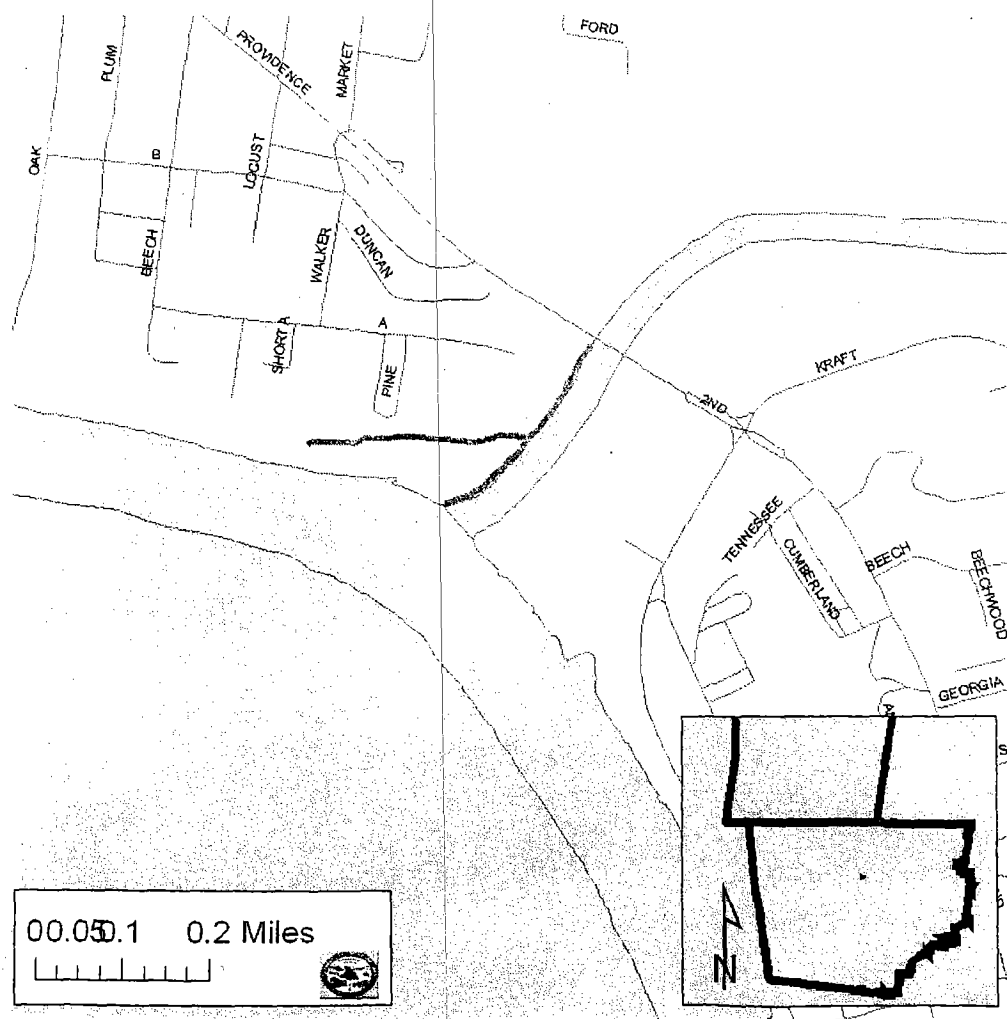 FORD
PROVIDENCE
MARKET
PLUM
OAK
B
LOCUST
BEECH
WALKER
DUNCAN
SHORT A
A
PINE
KRAFT
2ND
TENNESSEE
CUMBERLAND
BEECH
BEECHWOOD
GEORGIA
N
00.050.1 0.2 Miles